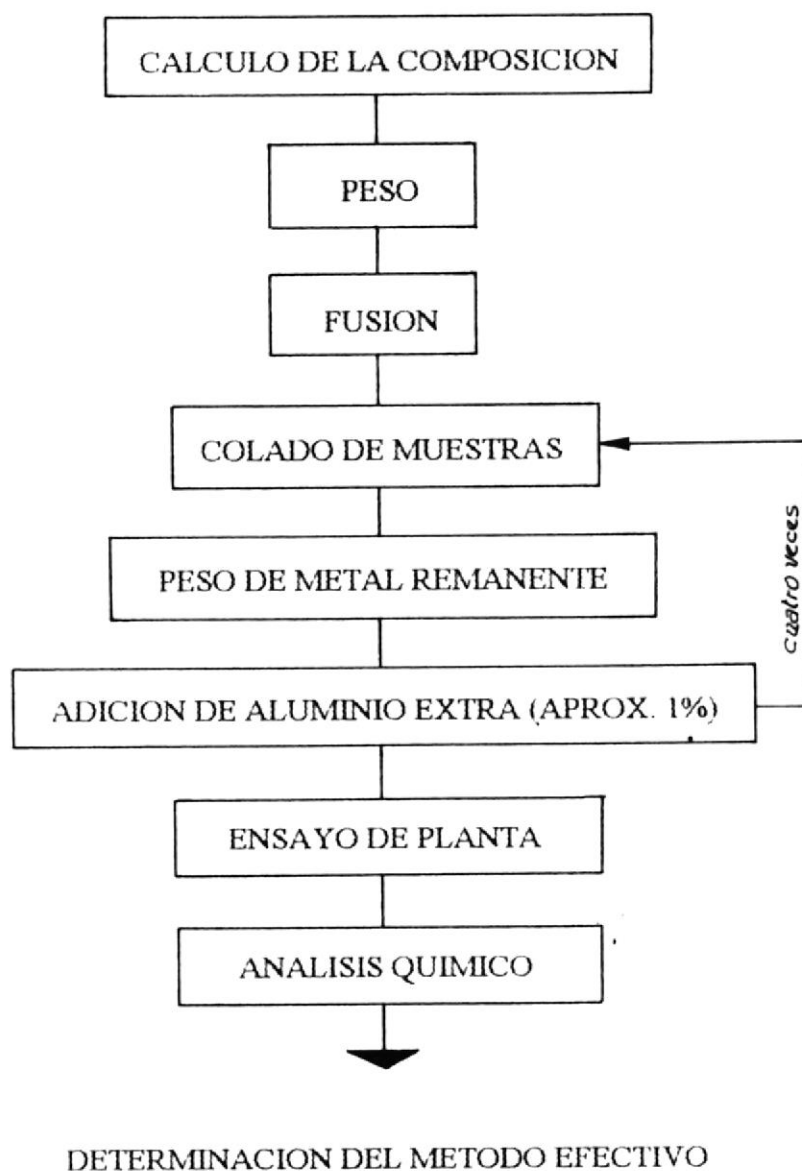 CALCULO DE LA COMPOSICION
PESO
FUSION
COLADO DE MUESTRAS
PESO DE METAL REMANENTE
cuatro veces
ADICION DE ALUMINIO EXTRA (APROX. 1%)
ENSAYO DE PLANTA
ANALISIS QUIMICO
DETERMINACION DEL METODO EFECTIVO